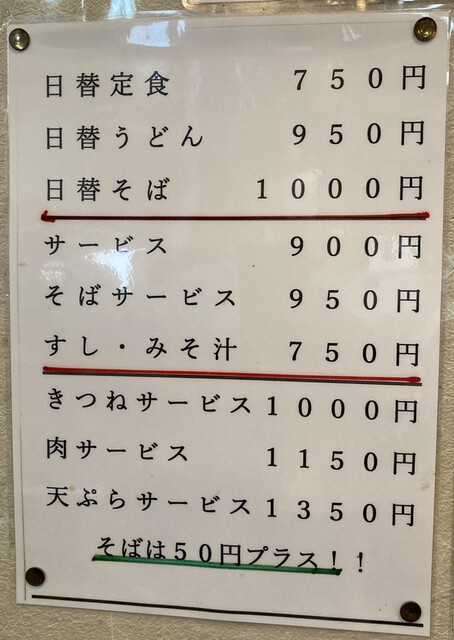 日替定食 750円
日替うどん 950円
日替そば 1000円
サービス 900円
そばサービス 950円
すし・みそ汁 750円
きつねサービス1000円
肉サービス 1150円
天ぷらサービス1350円
そばは50円プラス！！